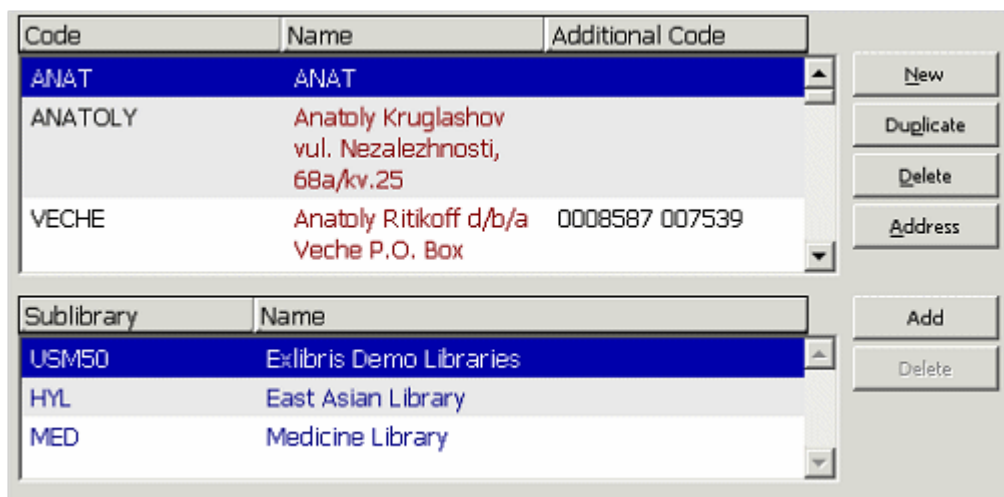 Code Name Additional Code
ANAT ANAT New
ANATOLY Anatoly Kruglashov Duplicate
vul. Nezalezhnosti,
68a/kv.25 Delete
VECHE Anatoly Ritikoff d/b/a 0008587 007539 Address
Veche P.O. Box
Sublibrary Name Add
USM50 Exlibris Demo Libraries Delete
HYL East Asian Library
MED Medicine Library